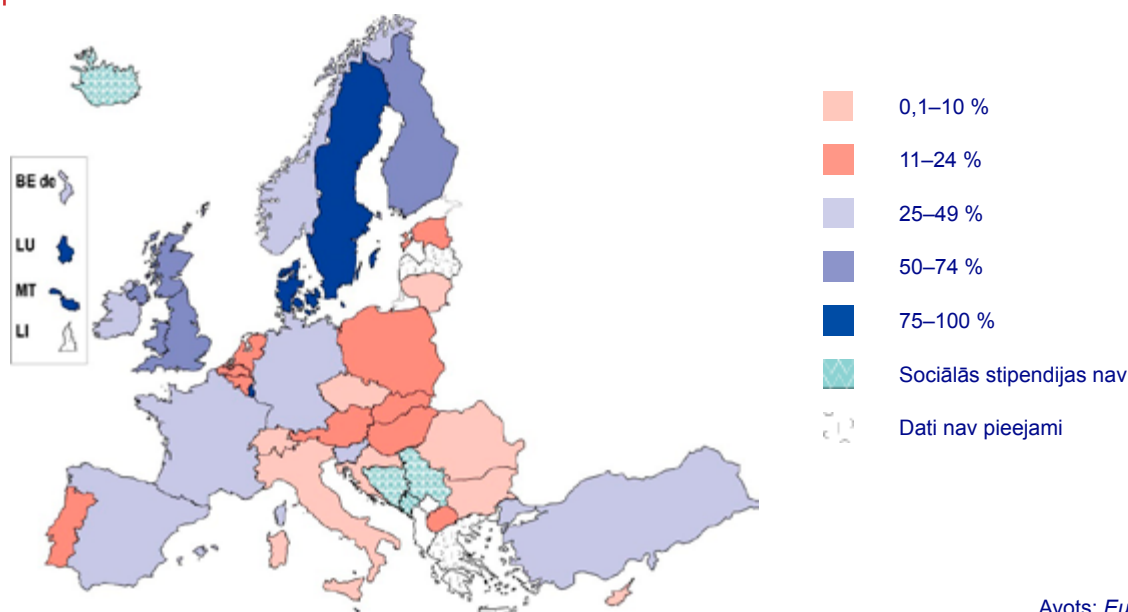 BE de
LU
MT
LI
0,1–10 %
11–24 %
25–49 %
50–74 %
75–100 %
Sociālās stipendijas nav
Dati nav pieejami
Avots: Eu